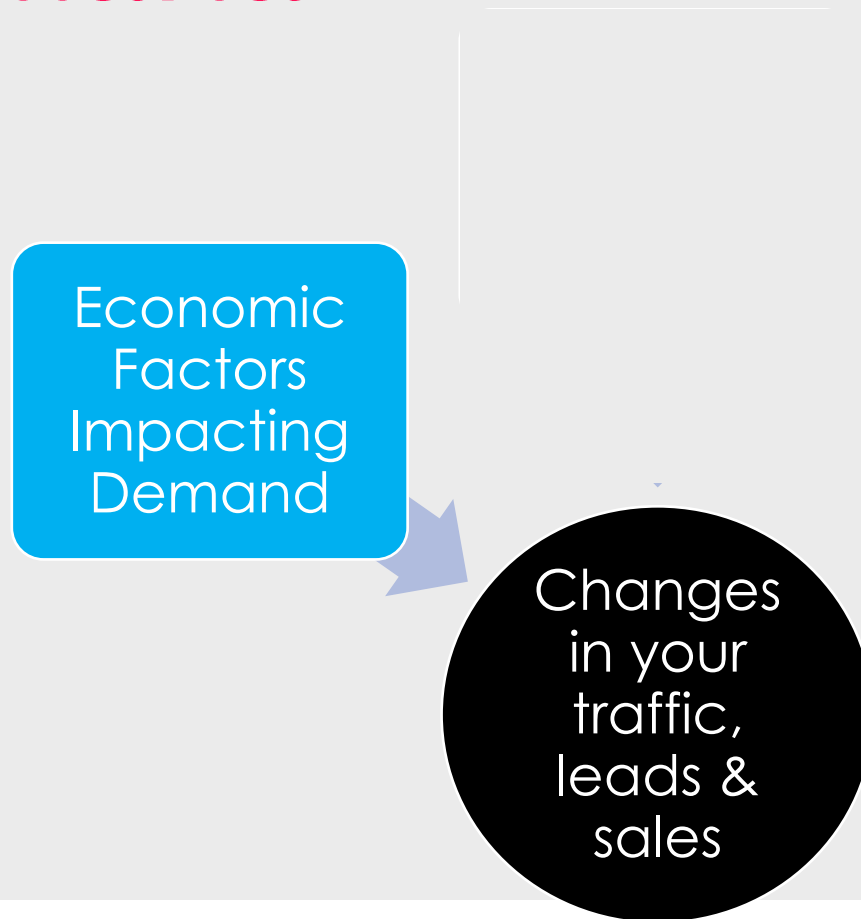 Economic
Factors
Impacting
Demand
Changes
in your
traffic,
leads &
sales